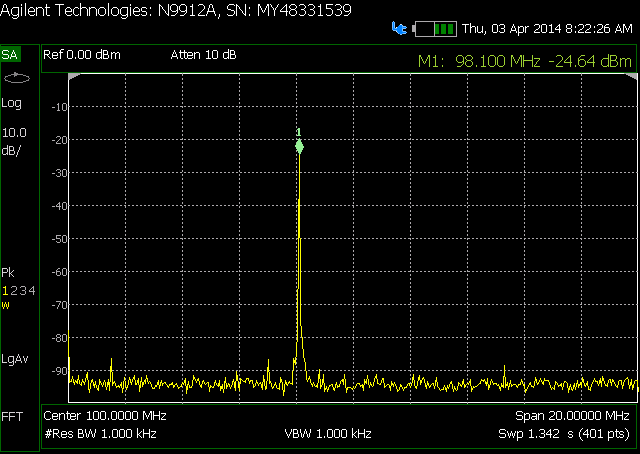 Agilent Technologies: N9912A, SN: MY48331539
Thu, 03 Apr 2014 8:22:26 AM
SA
Ref 0.00 dBm Atten 10 dB
M1: 98.100 MHz -24.64 dBm
Log
10.0
dB/
-10
1
-20
-30
-40
-50
-60
-70
-80
-90
Pk
1234
W
LgAv
FFT
Center 100.0000 MHz Span 20.00000 MHz
#Res BW 1.000 kHz VBW 1.000 kHz Swp 1.342 s (401 pts)